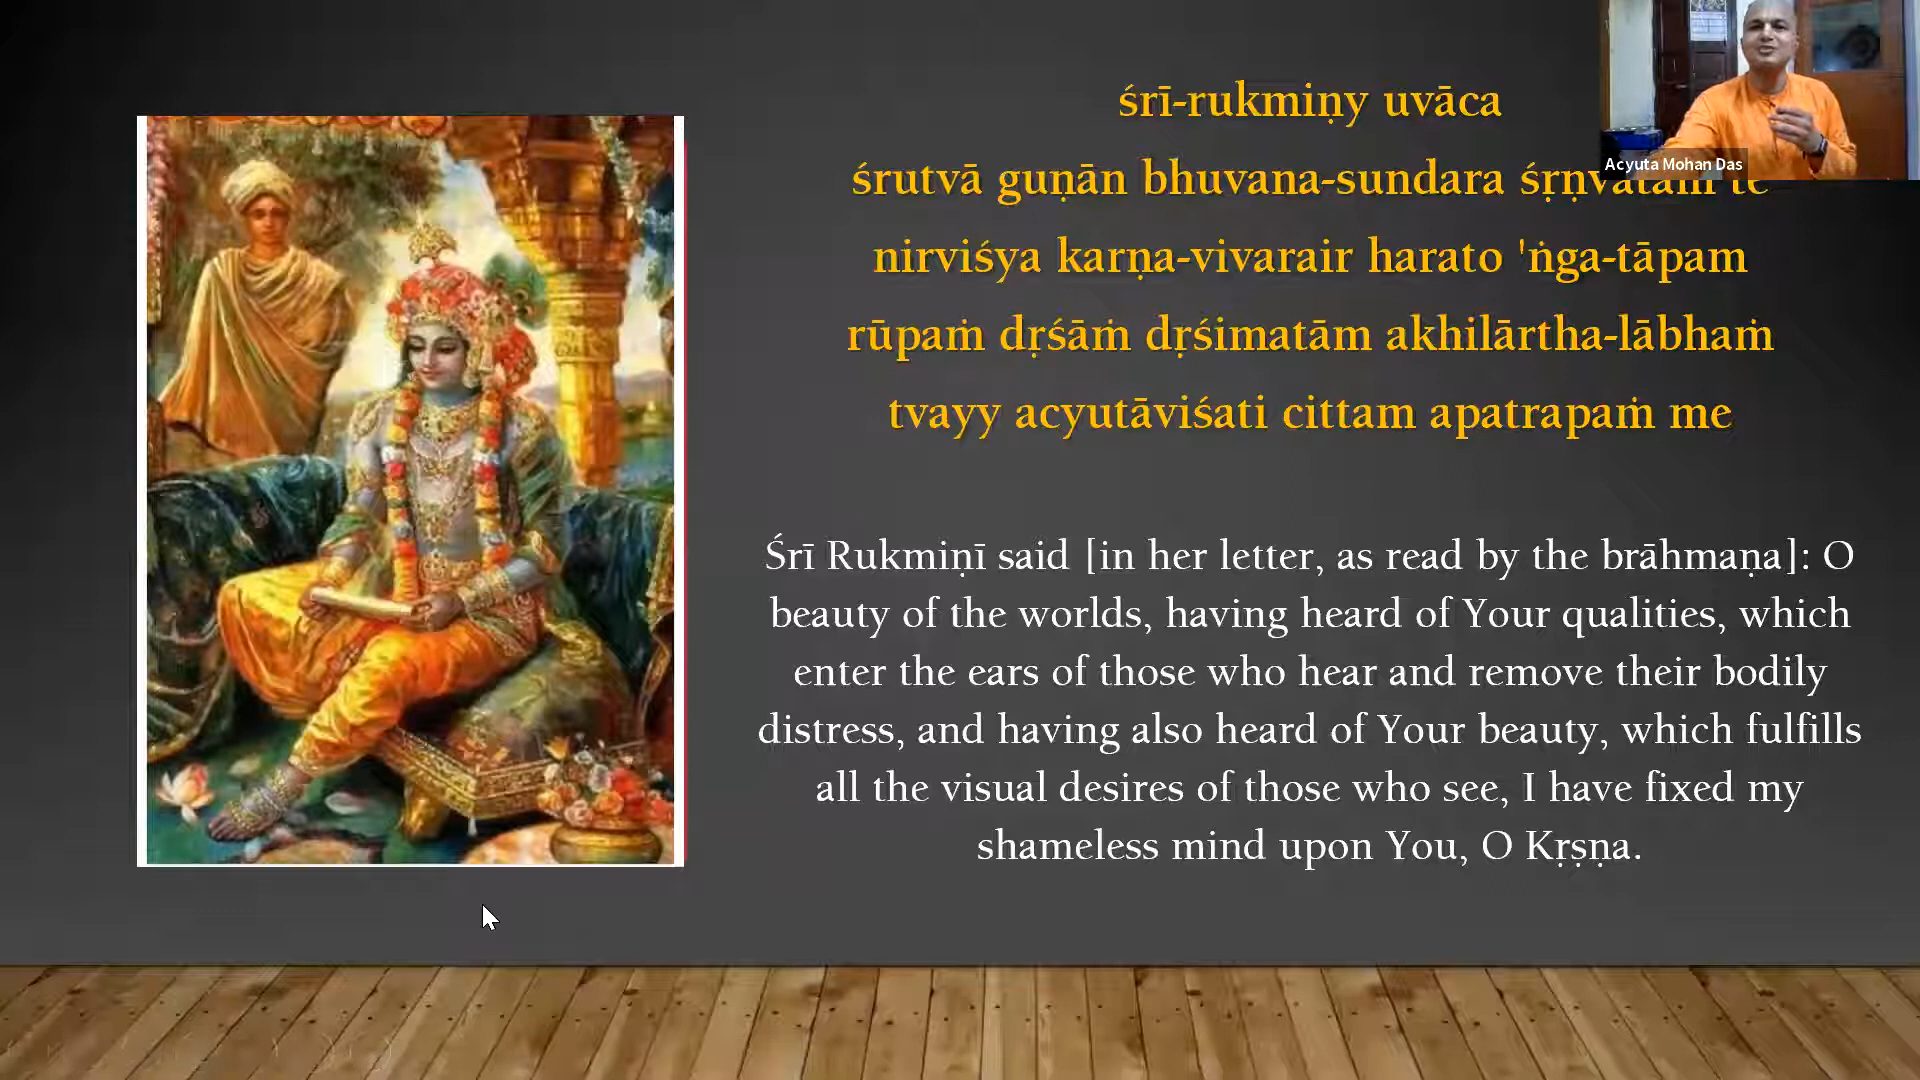 śrī-rukmiṇy uvāca
śrutvā guṇān bhuvana-sundara śṛṇvatāṁ te
nirviśya karṇa-vivarair harato 'ṅga-tāpam
rūpaṁ dṛśāṁ dṛśimatām akhilārtha-lābhaṁ
tvayy acyutāviśati cittam apatrapaṁ me
Śrī Rukmiṇī said [in her letter, as read by the brāhmaṇa]: O
beauty of the worlds, having heard of Your qualities, which
enter the ears of those who hear and remove their bodily
distress, and having also heard of Your beauty, which fulfills
all the visual desires of those who see, I have fixed my
shameless mind upon You, O Kṛṣṇa.
Acyuta Mohan Das